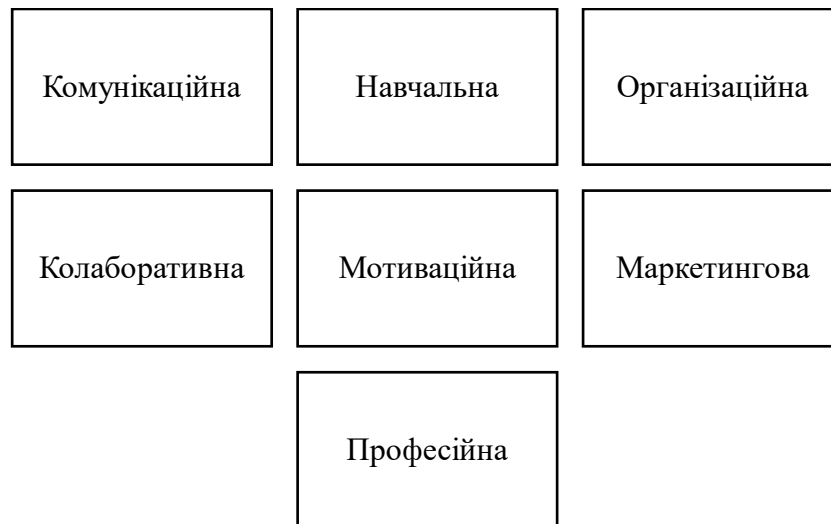 Комунікаційна
Навчальна
Організаційна
Колаборативна
Мотиваційна
Маркетингова
Професійна